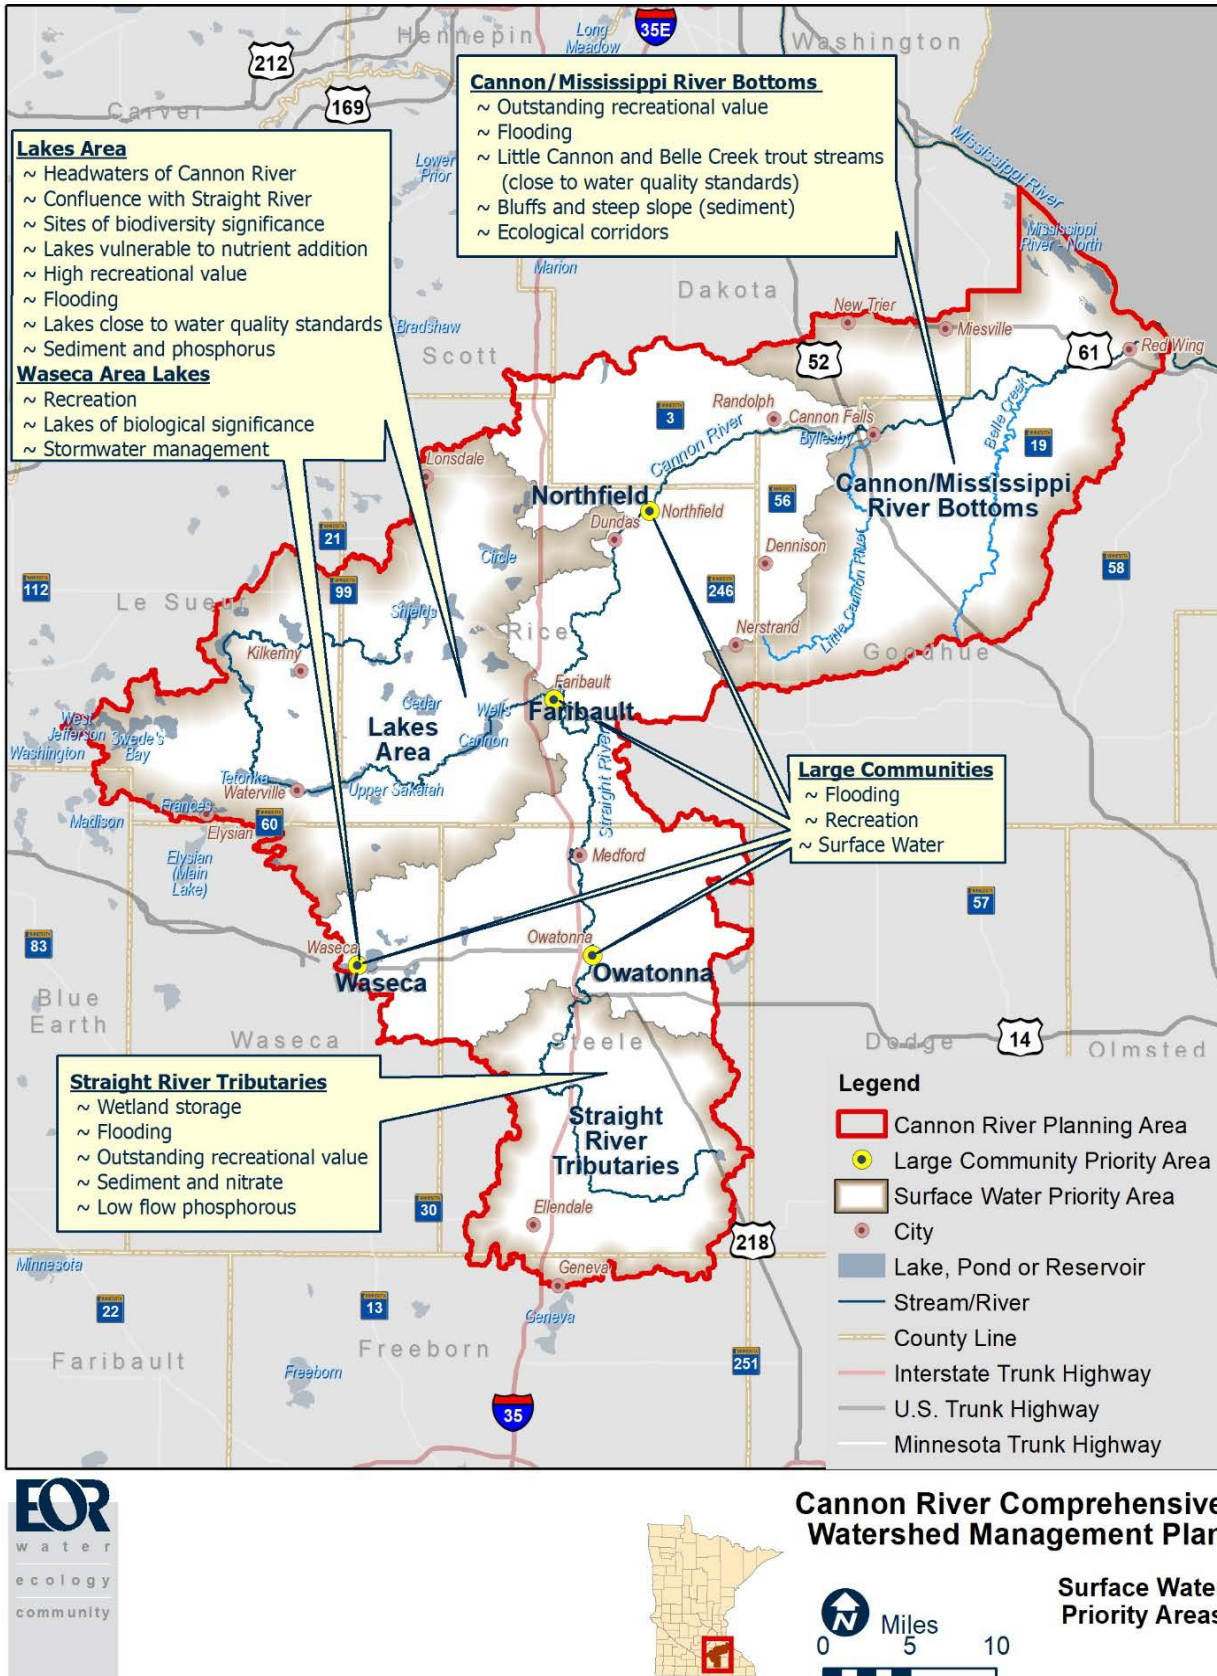 35E
Hennepin
Long
Meadow
Washington
212
Carver
169
Cannon/Mississippi River Bottoms
~ Outstanding recreational value
~ Flooding
~ Little Cannon and Belle Creek trout streams
(close to water quality standards)
~ Bluffs and steep slope (sediment)
~ Ecological corridors
Lakes Area
~ Headwaters of Cannon River
~ Confluence with Straight River
~ Sites of biodiversity significance
~ Lakes vulnerable to nutrient addition
~ High recreational value
~ Flooding
~ Lakes close to water quality standards
~ Sediment and phosphorus
Waseca Area Lakes
~ Recreation
~ Lakes of biological significance
~ Stormwater management
Lower
Prior
Mississippi River
Mississippi
River - North
Marion
Dakota
New Trier
Miesville
Bradshaw
Scott
52
61
Red Wing
Randolph
3
Cannon River
Cannon Falls
Byllesby
Belle Creek
19
Lonsdale
Cannon/Mississippi
River Bottoms
Northfield
Northfield
56
Dundas
21
Circle
Dennison
58
112
99
246
Le Sueur
Shields
Rice
Little Cannon River
Kilkenny
Nerstrand
Goodhue
Faribault
Faribault
Cedar
Wells
West
Jefferson
Swede's
Bay
Washington
Lakes
Area
Cannon
Straight River
Large Communities
~ Flooding
~ Recreation
~ Surface Water
Tetonka
Waterville
Upper Sakatah
Frances
Madison
Elysian
60
Elysian
(Main
Lake)
Medford
57
83
Waseca
Waseca
Owatonna
Owatonna
Blue
Earth
Waseca
Steele
Dodge
14
Olmsted
Straight River Tributaries
~ Wetland storage
~ Flooding
~ Outstanding recreational value
~ Sediment and nitrate
~ Low flow phosphorous
Straight
River
Tributaries
Legend
Cannon River Planning Area
Large Community Priority Area
Surface Water Priority Area
City
Lake, Pond or Reservoir
Stream/River
County Line
Interstate Trunk Highway
U.S. Trunk Highway
Minnesota Trunk Highway
30
Ellendale
218
Minnesota
Geneva
22
13
Geneva
Freeborn
Faribault
Freeborn
251
35
EOR
water
ecology
community
Cannon River Comprehensive
Watershed Management Plan
Surface Wate
Priority Areas
N
Miles
0 5 10